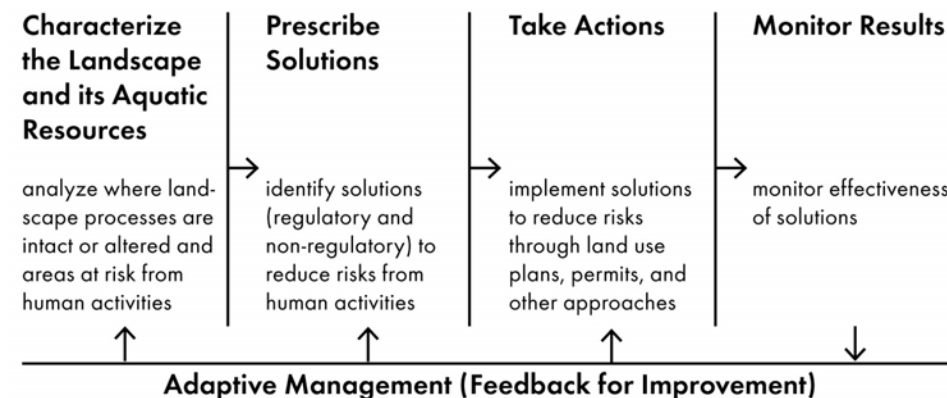 Characterize
the Landscape
and its Aquatic
Resources
analyze where land-
scape processes are
intact or altered and
areas at risk from
human activities
Prescribe
Solutions
identify solutions
(regulatory and
non-regulatory) to
reduce risks from
human activities
Take Actions
implement solutions
to reduce risks
through land use
plans, permits, and
other approaches
Monitor Results
monitor effectiveness
of solutions
Adaptive Management (Feedback for Improvement)